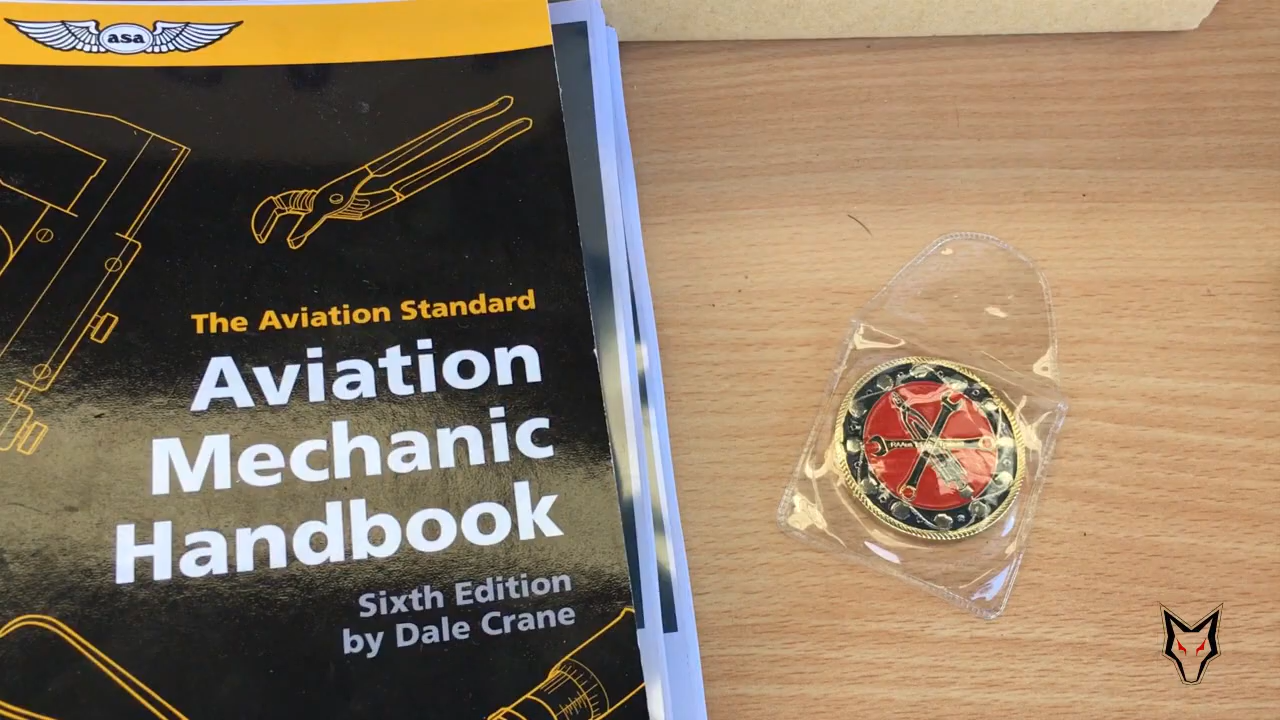 asa
The Aviation Standard
Aviation
Mechanic
Handbook
Sixth Edition
by Dale Crane